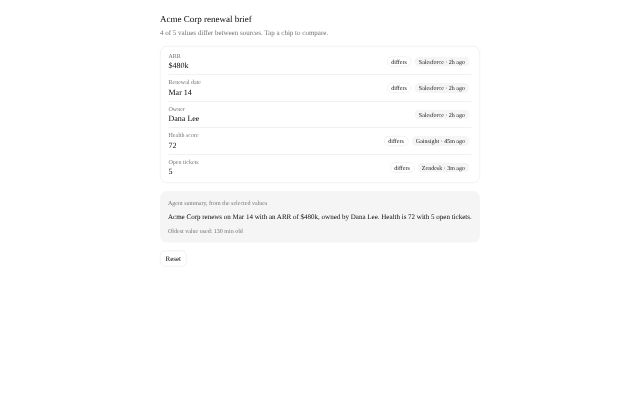 Acme Corp renewal brief
4 of 5 values differ between sources. Tap a chip to compare.
ARR
$480k
differs
Salesforce · 2h ago
Renewal date
Mar 14
differs
Salesforce · 2h ago
Owner
Dana Lee
Salesforce · 2h ago
Health score
72
differs
Gainsight · 45m ago
Open tickets
5
differs
Zendesk · 3m ago
Agent summary, from the selected values
Acme Corp renews on Mar 14 with an ARR of $480k, owned by Dana Lee. Health is 72 with 5 open tickets.
Oldest value used: 130 min old
Reset